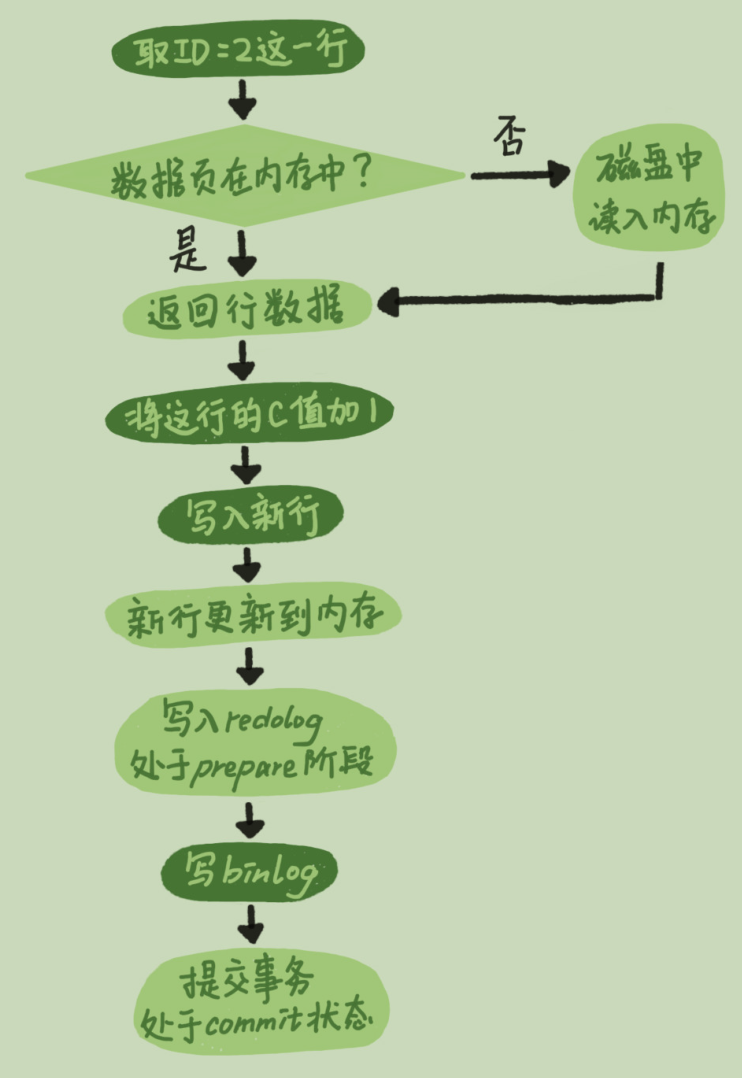 取ID=2这一行
数据页在内存中?
否
磁盘中
读入内存
是
返回行数据
将这行的C值加1
写入新行
新行更新到内存
写入redolog
处于prepare阶段
写binlog
提交事务
处于commit状态